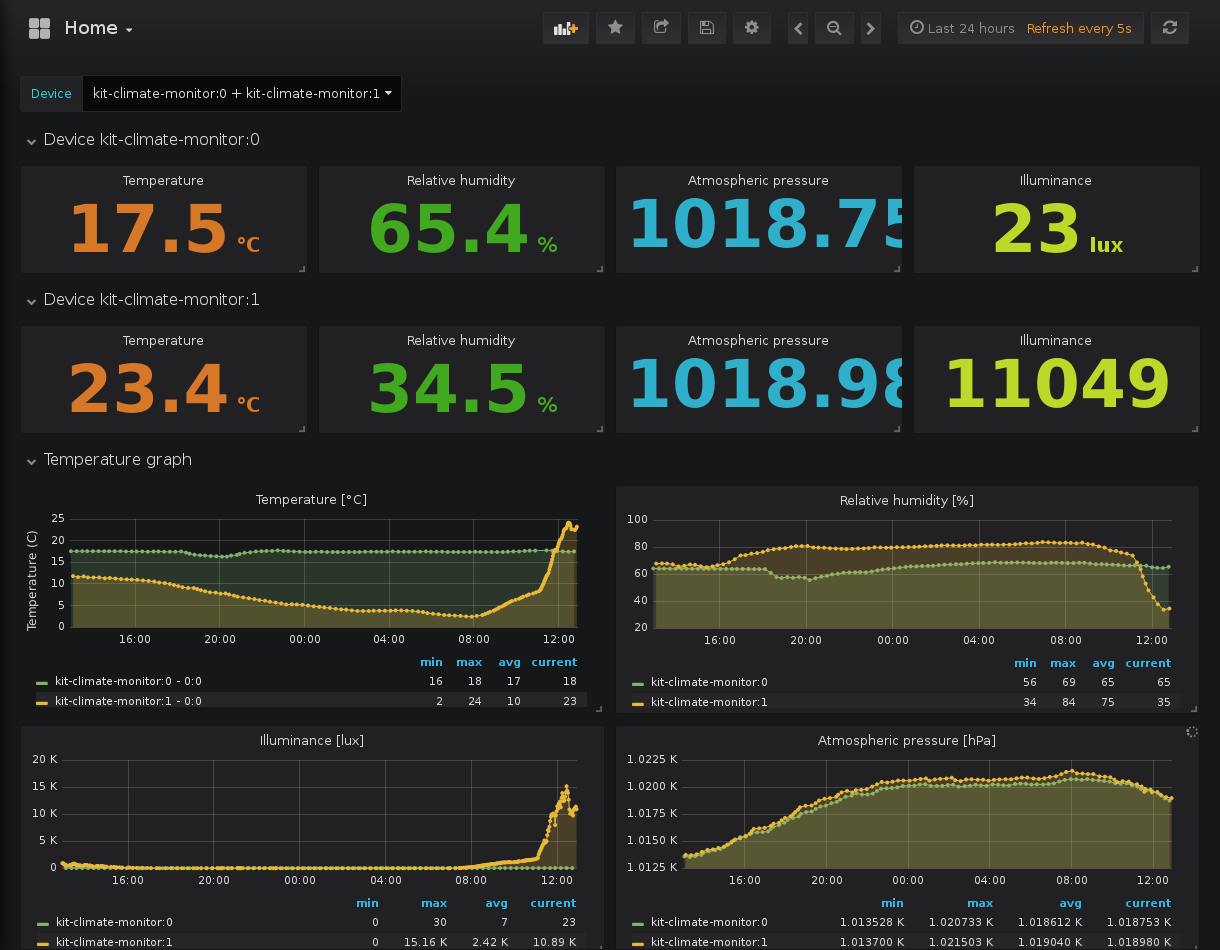 Home
Last 24 hours Refresh every 5s
Device kit-climate-monitor:0 + kit-climate-monitor:1
Device kit-climate-monitor:0
Temperature Relative humidity Atmospheric pressure Illuminance
17.5 °C 65.4 % 1018.75 23 lux
Device kit-climate-monitor:1
Temperature Relative humidity Atmospheric pressure Illuminance
23.4 °C 34.5 % 1018.98 11049
Temperature graph
Temperature [°C]
Temperature (C)
25
20
15
10
5
0
16:00 20:00 00:00 04:00 08:00 12:00
min max avg current
kit-climate-monitor:0 - 0:0 16 18 17 18
kit-climate-monitor:1 - 0:0 2 24 10 23
Relative humidity [%]
100
80
60
40
20
16:00 20:00 00:00 04:00 08:00 12:00
min max avg current
kit-climate-monitor:0 56 69 65 65
kit-climate-monitor:1 34 84 75 35
Illuminance [lux]
20 K
15 K
10 K
5 K
0
16:00 20:00 00:00 04:00 08:00 12:00
min max avg current
kit-climate-monitor:0 0 30 7 23
kit-climate-monitor:1 0 15.16 K 2.42 K 10.89 K
Atmospheric pressure [hPa]
1.0225 K
1.0200 K
1.0175 K
1.0150 K
1.0125 K
16:00 20:00 00:00 04:00 08:00 12:00
min max avg current
kit-climate-monitor:0 1.013528 K 1.020733 K 1.018612 K 1.018753 K
kit-climate-monitor:1 1.013700 K 1.021503 K 1.019040 K 1.018980 K